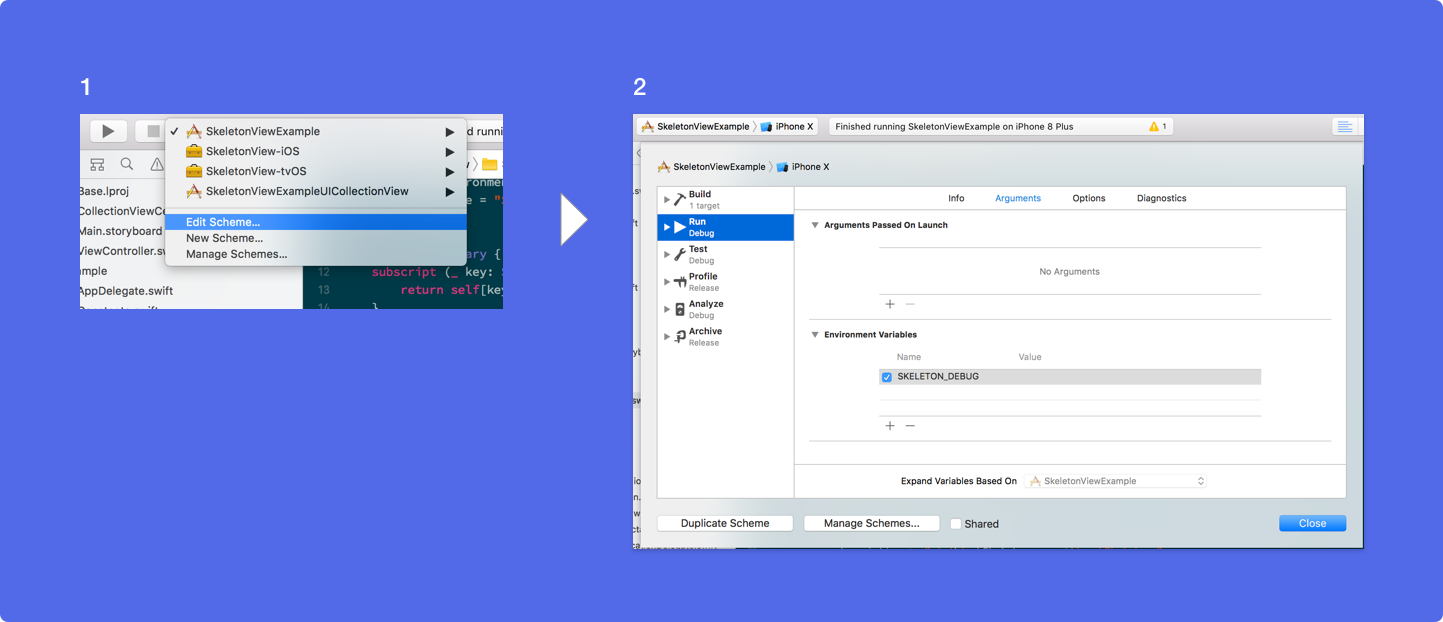 1
SkeletonViewExample
d runni
SkeletonView-iOS
SkeletonView-tvOS
SkeletonViewExampleUICollectionView
Edit Scheme...
New Scheme...
Manage Schemes...
Base.lproj
CollectionViewCe
Main.storyboard
ViewController.sw
mple
AppDelegate.swift
ronment
e = "
ary {
12 subscript (_ key:
13 return self[key
14 }
2
SkeletonViewExample iPhone X
Finished running SkeletonViewExample on iPhone 8 Plus
1
SkeletonViewExample iPhone X
Build
1 target
Run
Debug
Test
Debug
Profile
Release
Analyze
Debug
Archive
Release
Info Arguments Options Diagnostics
Arguments Passed On Launch
No Arguments
+ −
Environment Variables
Name Value
SKELETON_DEBUG
+ −
Expand Variables Based On SkeletonViewExample
Duplicate Scheme Manage Schemes... Shared Close